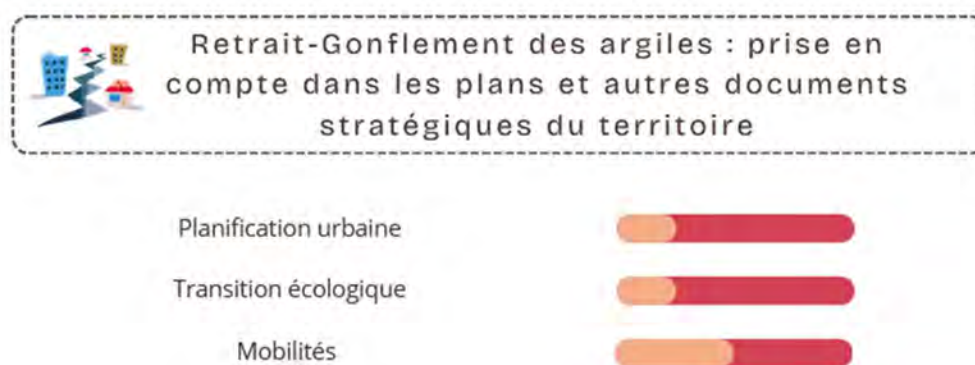 Retrait-Gonflement des argiles : prise en
compte dans les plans et autres documents
stratégiques du territoire
Planification urbaine
Transition écologique
Mobilités